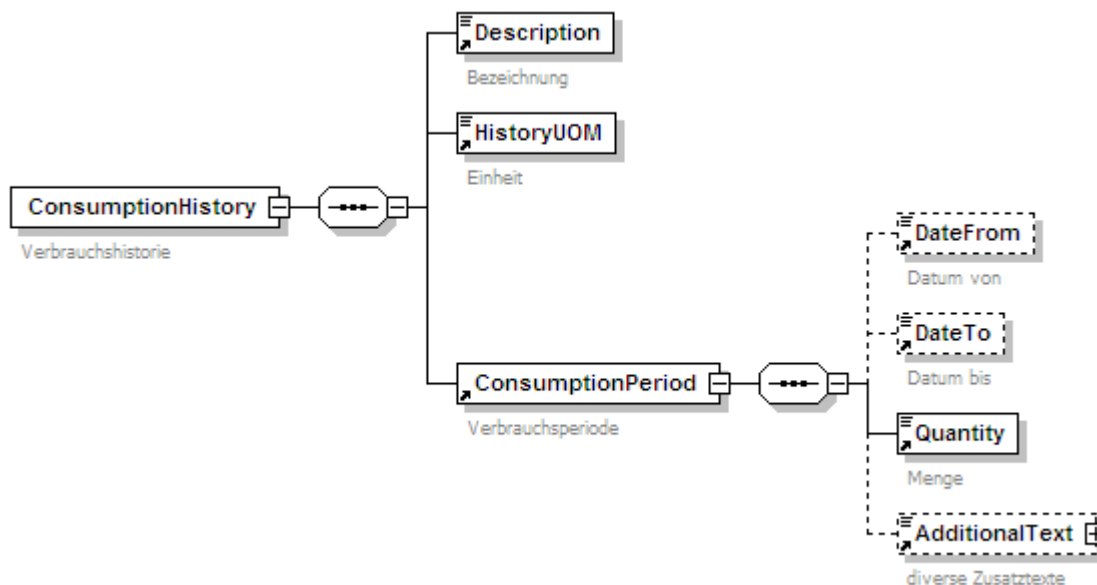 Description
Bezeichnung
HistoryUOM
Einheit
ConsumptionHistory
Verbrauchshistorie
DateFrom
Datum von
DateTo
Datum bis
ConsumptionPeriod
Verbrauchsperiode
Quantity
Menge
AdditionalText
diverse Zusatztexte